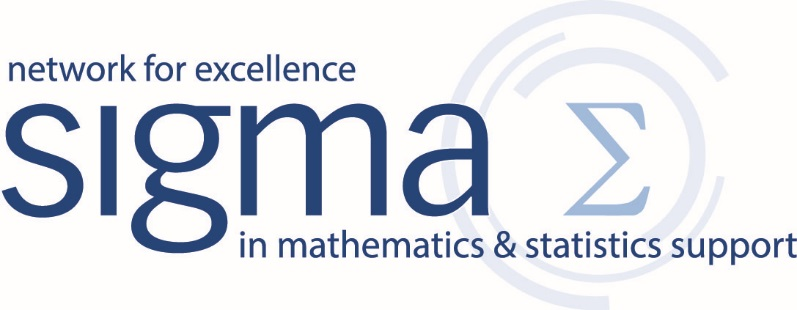 network for excellence
sigma Σ
in mathematics & statistics support